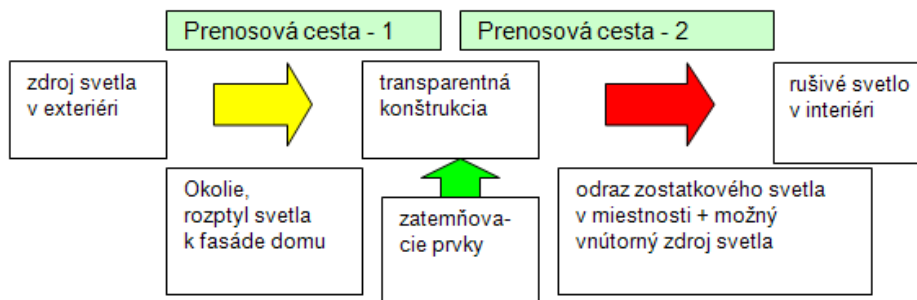 Prenosová cesta - 1
Prenosová cesta - 2
zdroj svetla
v exteriéri
transparentná
konštrukcia
rušivé svetlo
v interiéri
Okolie,
rozptyl svetla
k fasáde domu
zatemňova-
cie prvky
odraz zostatkového svetla
v miestnosti + možný
vnútorný zdroj svetla